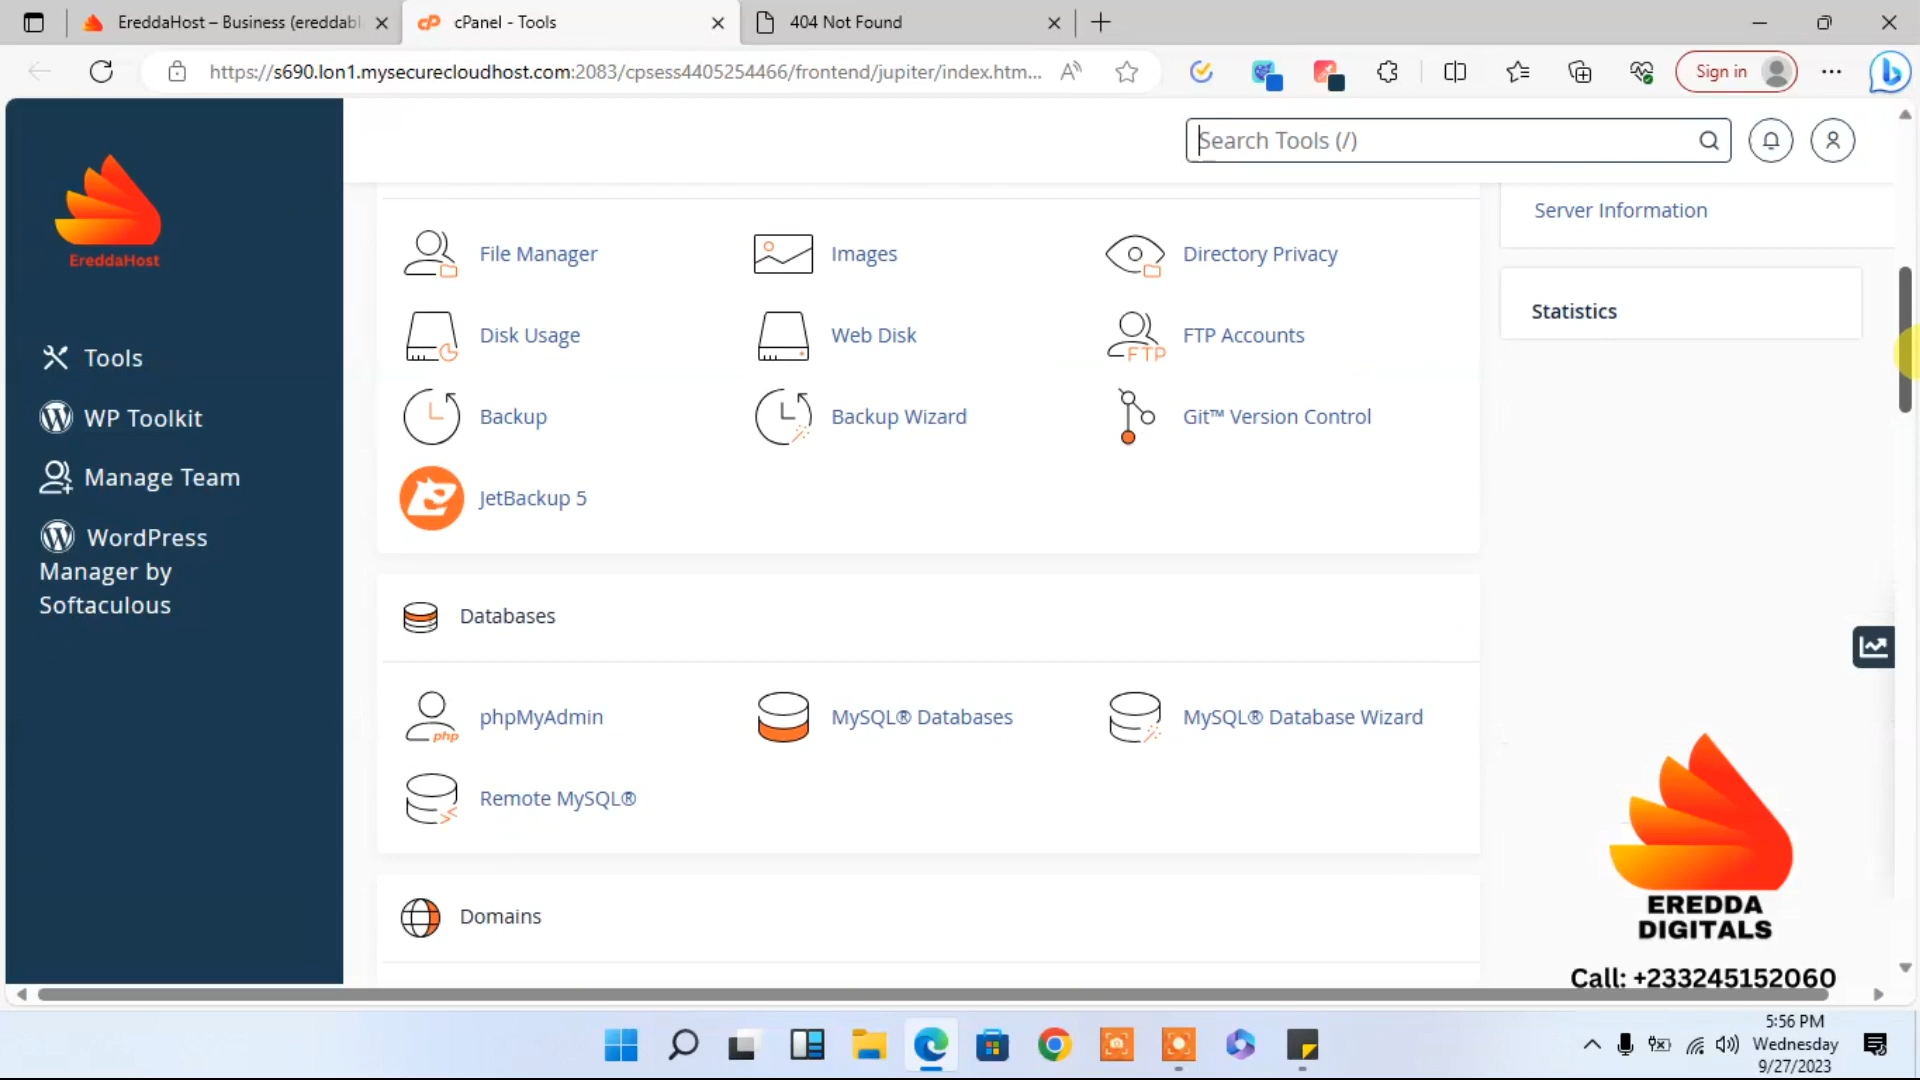 EreddaHost – Business (ereddabl
cPanel - Tools
404 Not Found
https://s690.lon1.mysecurecloudhost.com:2083/cpsess4405254466/frontend/jupiter/index.htm...
Sign in
EreddaHost
Tools
WP Toolkit
Manage Team
WordPress
Manager by
Softaculous
Search Tools (/)
File Manager
Images
Directory Privacy
Disk Usage
Web Disk
FTP
FTP Accounts
Backup
Backup Wizard
Git™ Version Control
JetBackup 5
Databases
php
phpMyAdmin
MySQL® Databases
MySQL® Database Wizard
Remote MySQL®
Domains
Server Information
Statistics
EREDDA
DIGITALS
Call: +233245152060
5:56 PM
Wednesday
9/27/2023